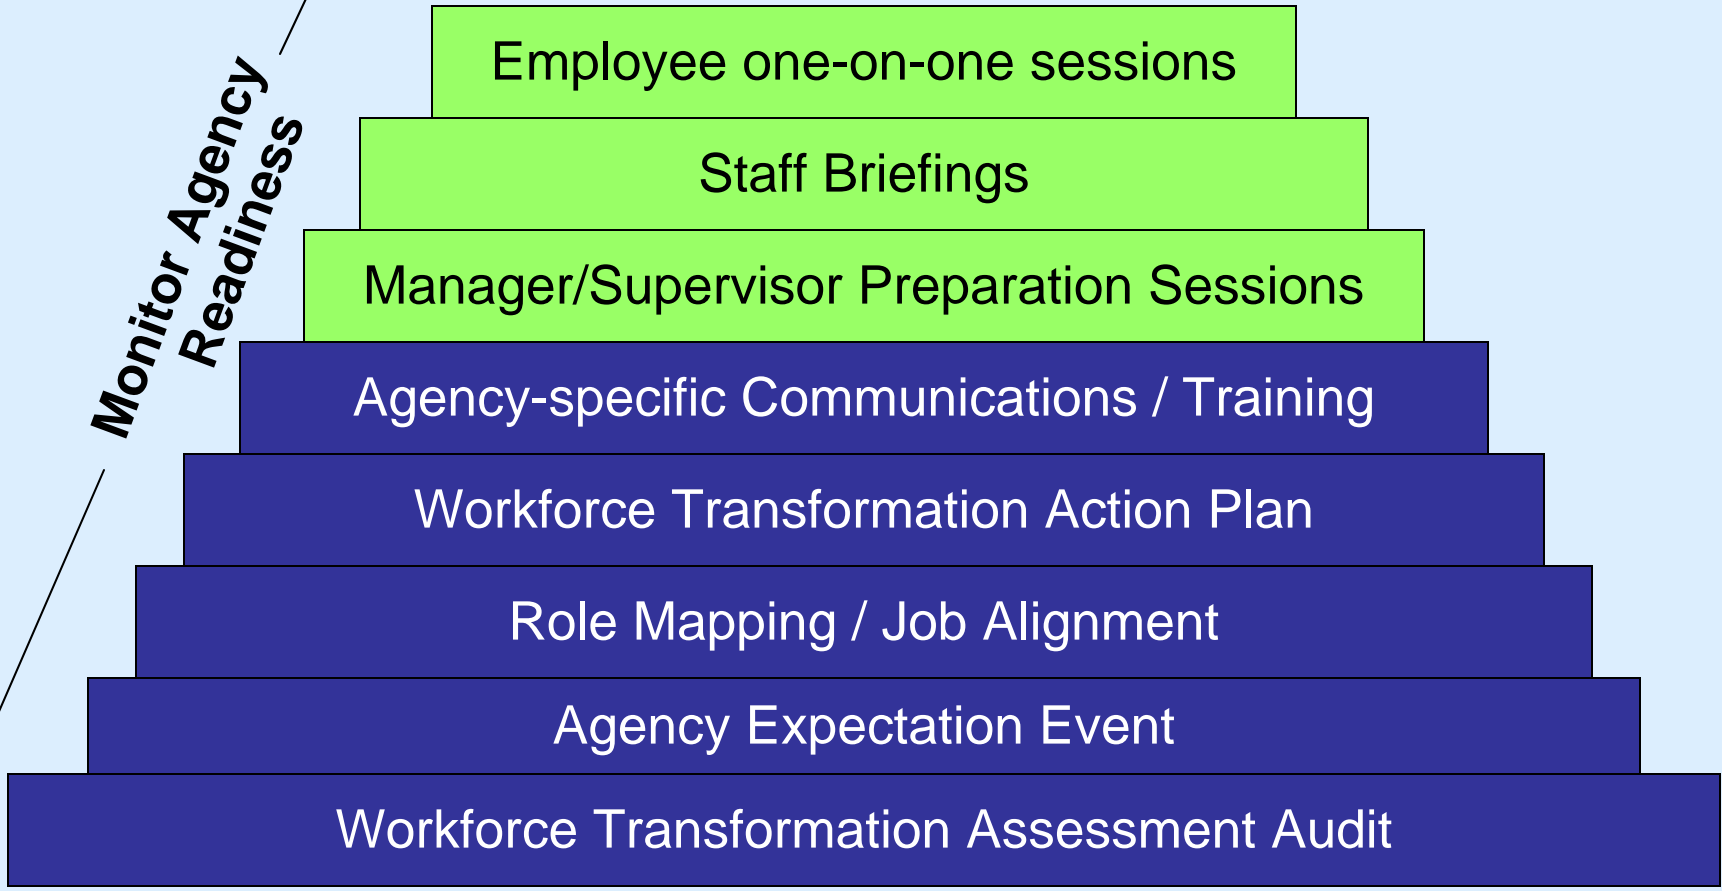 Monitor Agency
Readiness
Employee one-on-one sessions
Staff Briefings
Manager/Supervisor Preparation Sessions
Agency-specific Communications / Training
Workforce Transformation Action Plan
Role Mapping / Job Alignment
Agency Expectation Event
Workforce Transformation Assessment Audit